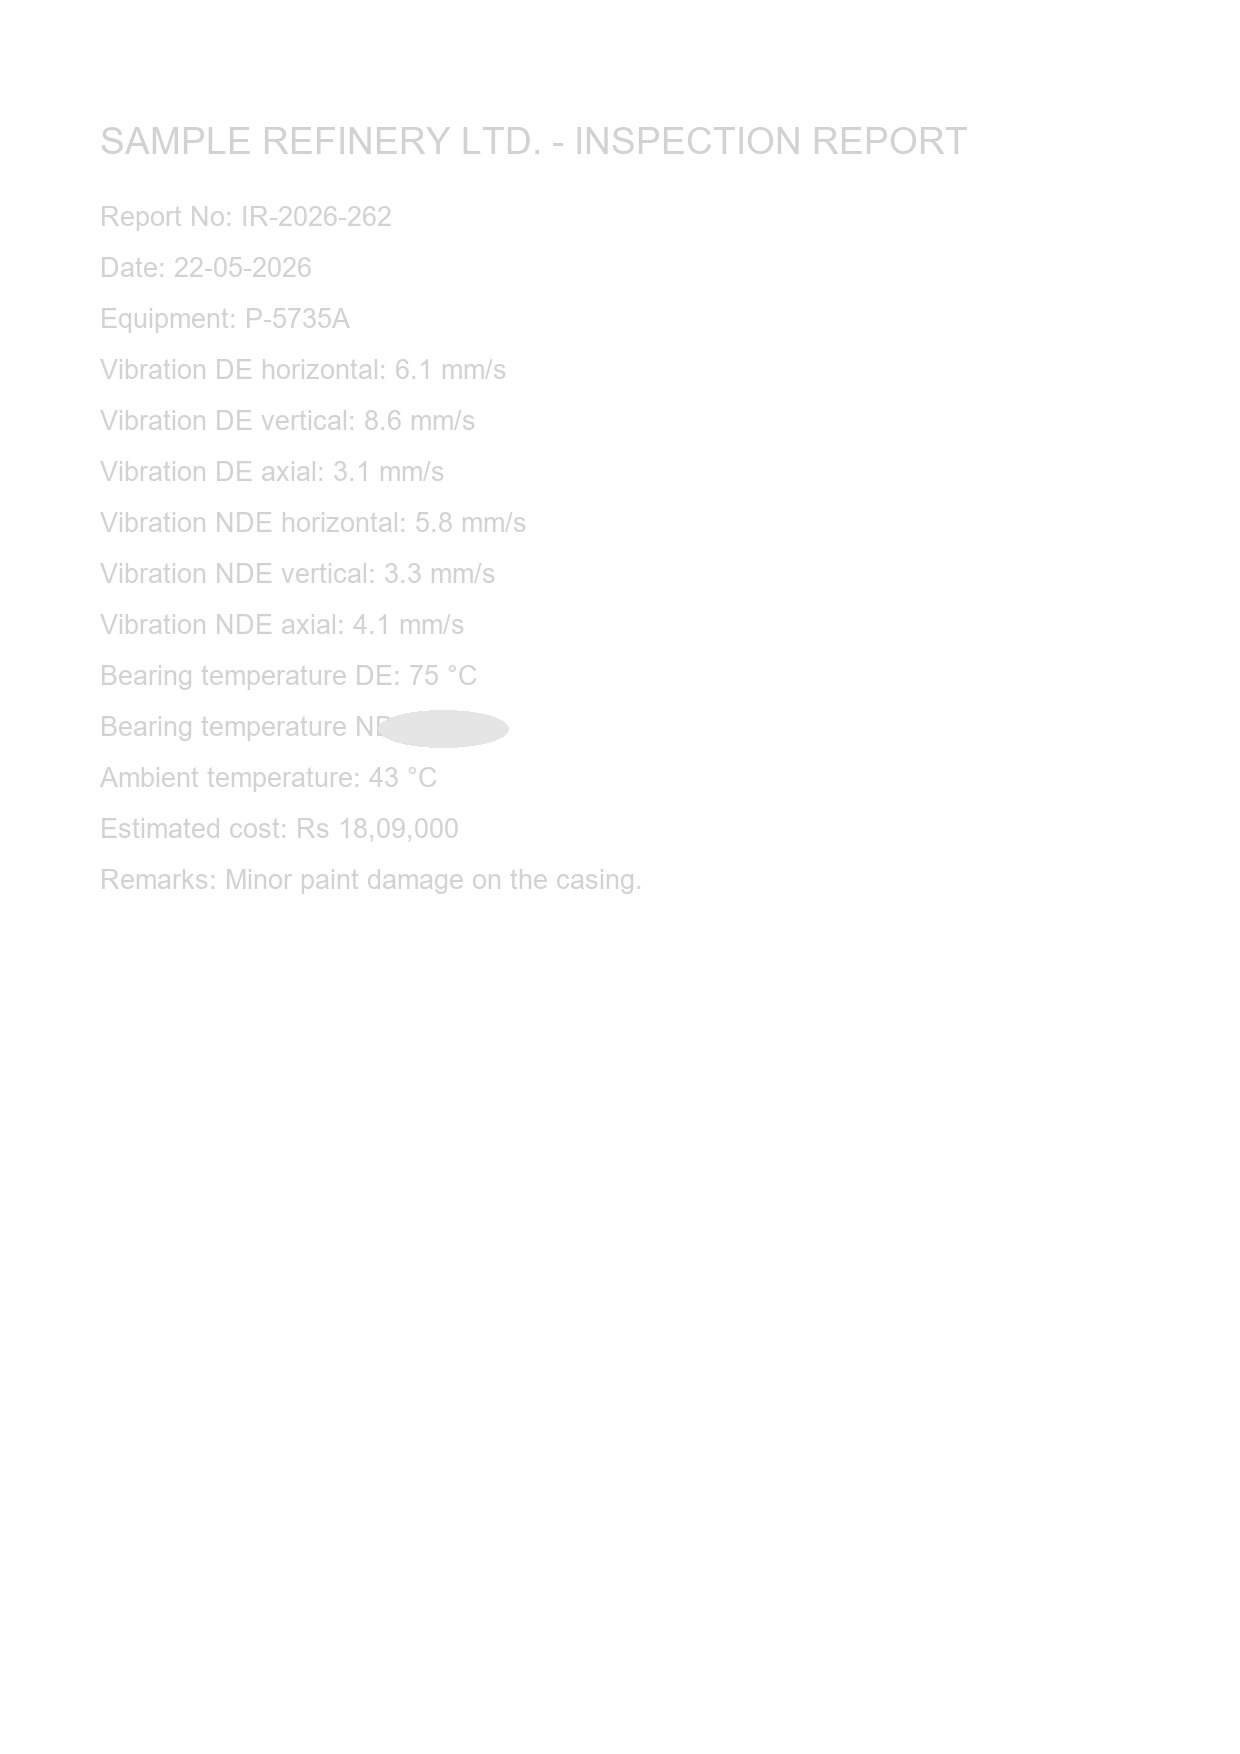 SAMPLE REFINERY LTD. - INSPECTION REPORT
Report No: IR-2026-262
Date: 22-05-2026
Equipment: P-5735A
Vibration DE horizontal: 6.1 mm/s
Vibration DE vertical: 8.6 mm/s
Vibration DE axial: 3.1 mm/s
Vibration NDE horizontal: 5.8 mm/s
Vibration NDE vertical: 3.3 mm/s
Vibration NDE axial: 4.1 mm/s
Bearing temperature DE: 75 °C
Bearing temperature
Ambient temperature: 43 °C
Estimated cost: Rs 18,09,000
Remarks: Minor paint damage on the casing.